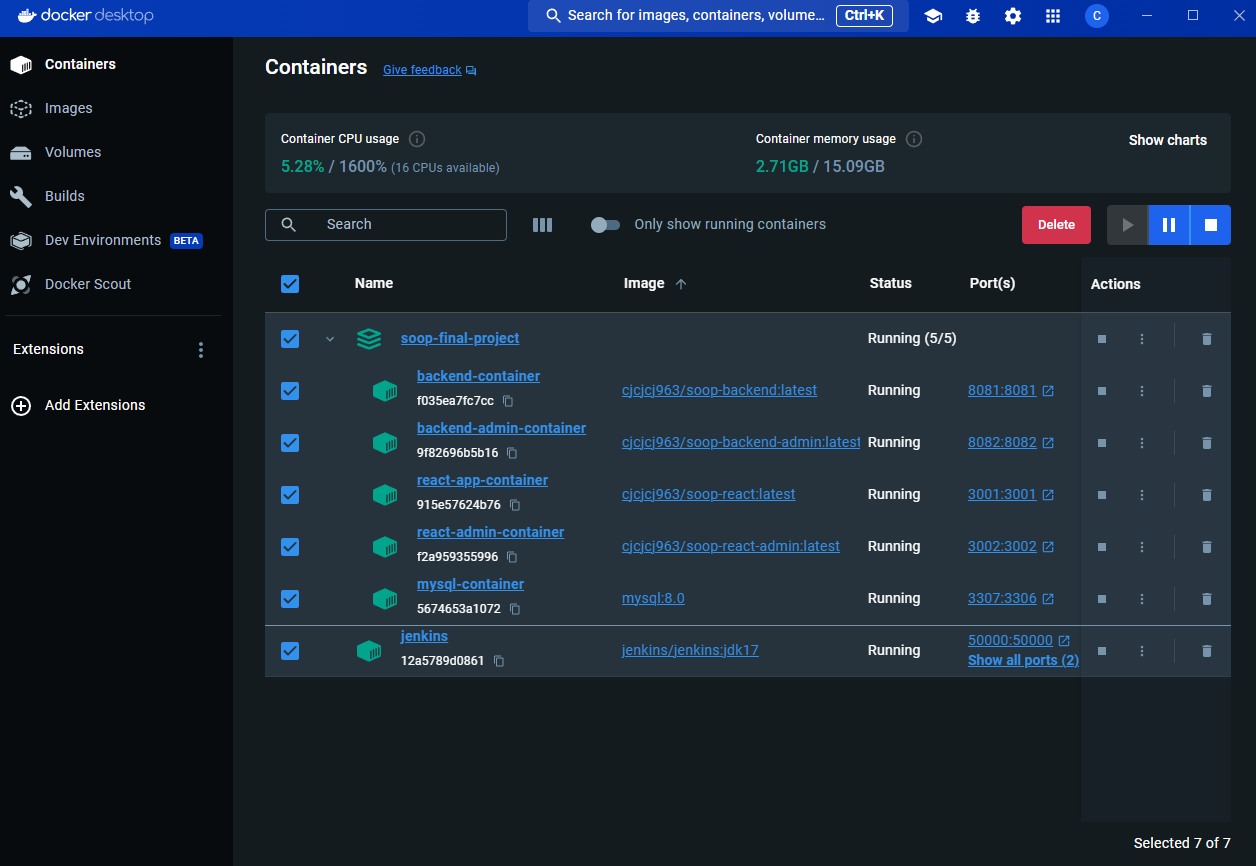 docker desktop
Search for images, containers, volume... Ctrl+K
C
Containers
Images
Volumes
Builds
Dev Environments BETA
Docker Scout
Extensions
Add Extensions
Containers Give feedback
Container CPU usage
5.28% / 1600% (16 CPUs available)
Container memory usage
2.71GB / 15.09GB
Show charts
Search
Only show running containers
Delete
Name Image Status Port(s) Actions
soop-final-project Running (5/5)
backend-container
f035ea7fc7cc
cjcjcj963/soop-backend:latest Running 8081:8081
backend-admin-container
9f82696b5b16
cjcjcj963/soop-backend-admin:latest Running 8082:8082
react-app-container
915e57624b76
cjcjcj963/soop-react:latest Running 3001:3001
react-admin-container
f2a959355996
cjcjcj963/soop-react-admin:latest Running 3002:3002
mysql-container
5674653a1072
mysql:8.0 Running 3307:3306
jenkins
12a5789d0861
jenkins/jenkins:jdk17 Running 50000:50000
Show all ports (2)
Selected 7 of 7